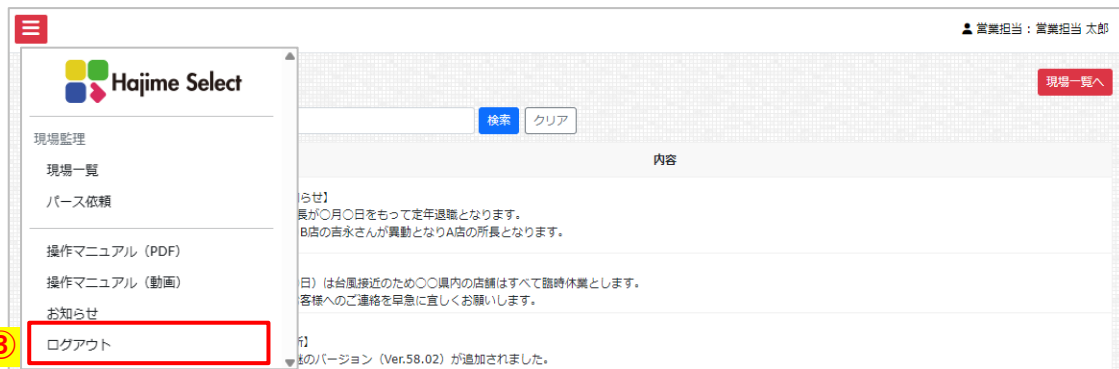 営業担当：営業担当 太郎
Hajime Select
現場一覧へ
検索
クリア
現場監理
内容
現場一覧
パース依頼
らせ】
長が〇月〇日をもって定年退職となります。
B店の吉永さんが異動となりA店の所長となります。
操作マニュアル（PDF）
操作マニュアル（動画）
日）は台風接近のため〇〇県内の店舗はすべて臨時休業とします。
客様へのご連絡を早急に宜しくお願いします。
お知らせ
ログアウト
のバージョン（Ver.58.02）が追加されました。